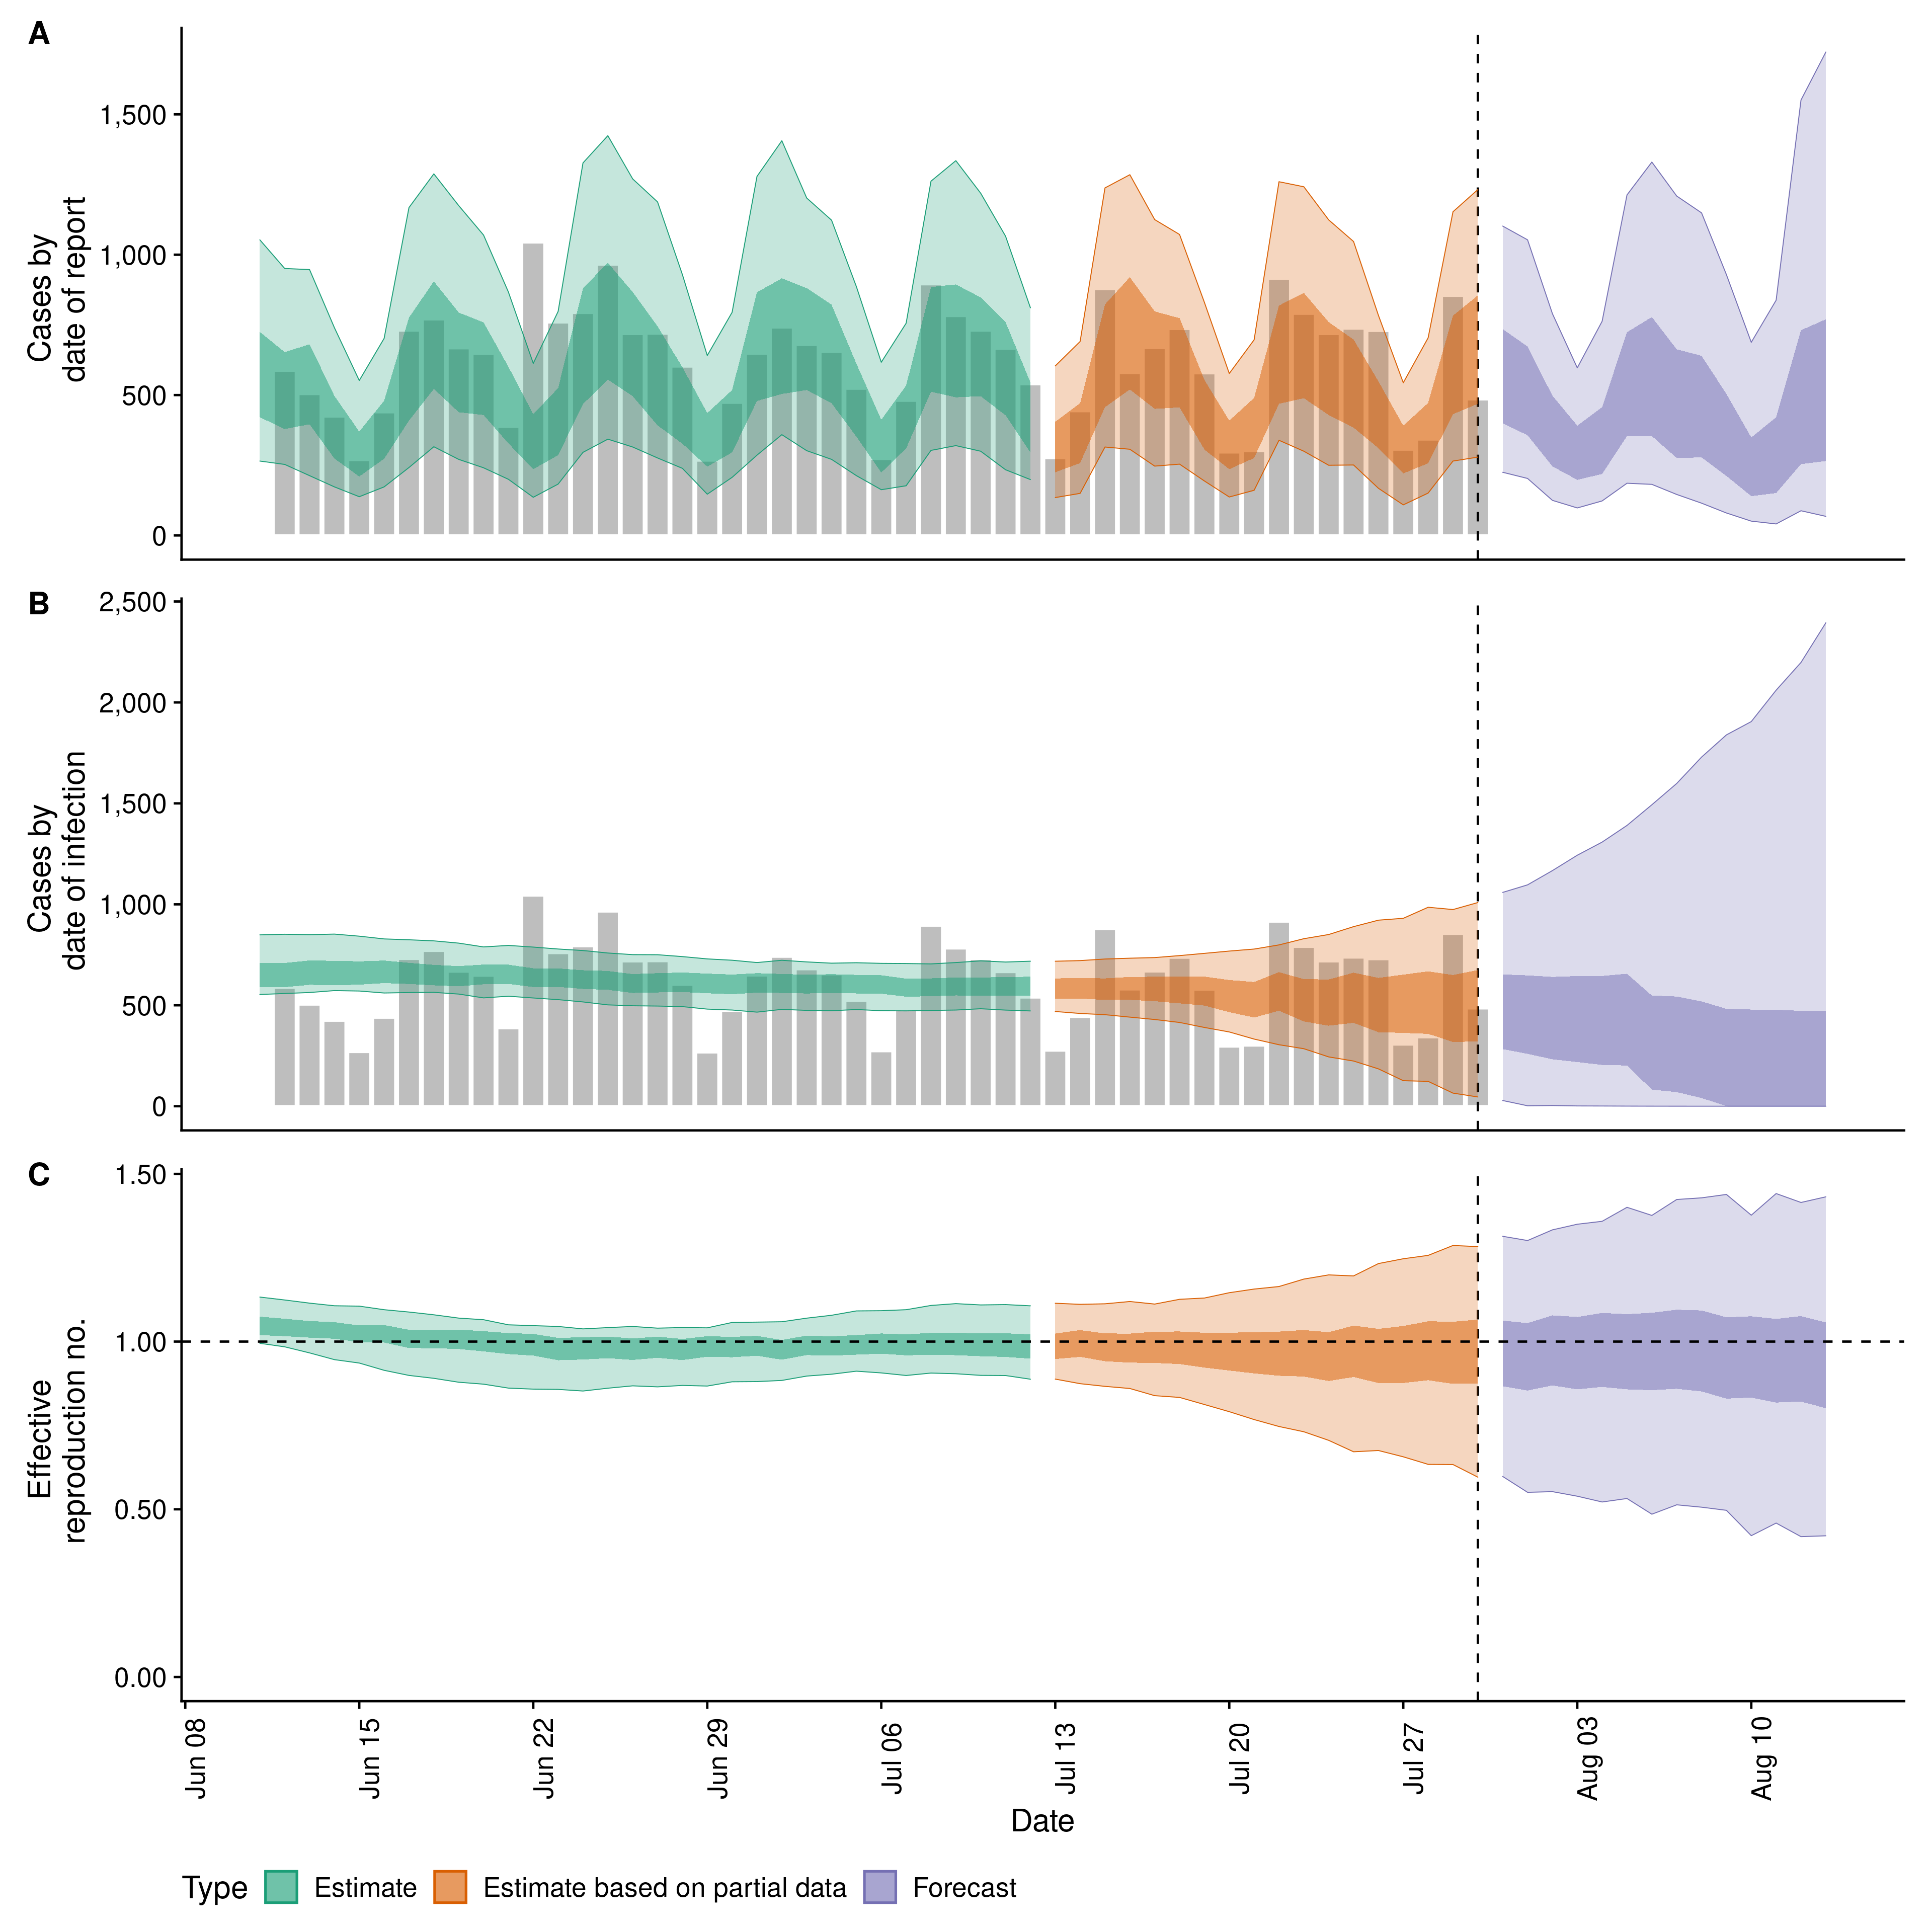 A
1,500
1,000
500
0
Cases by
date of report
B
2,500
2,000
1,500
1,000
500
0
Cases by
date of infection
C
1.50
1.00
0.50
0.00
Effective
reproduction no.
Jun 08
Jun 15
Jun 22
Jun 29
Jul 06
Jul 13
Jul 20
Jul 27
Aug 03
Aug 10
Date
Type Estimate Estimate based on partial data Forecast